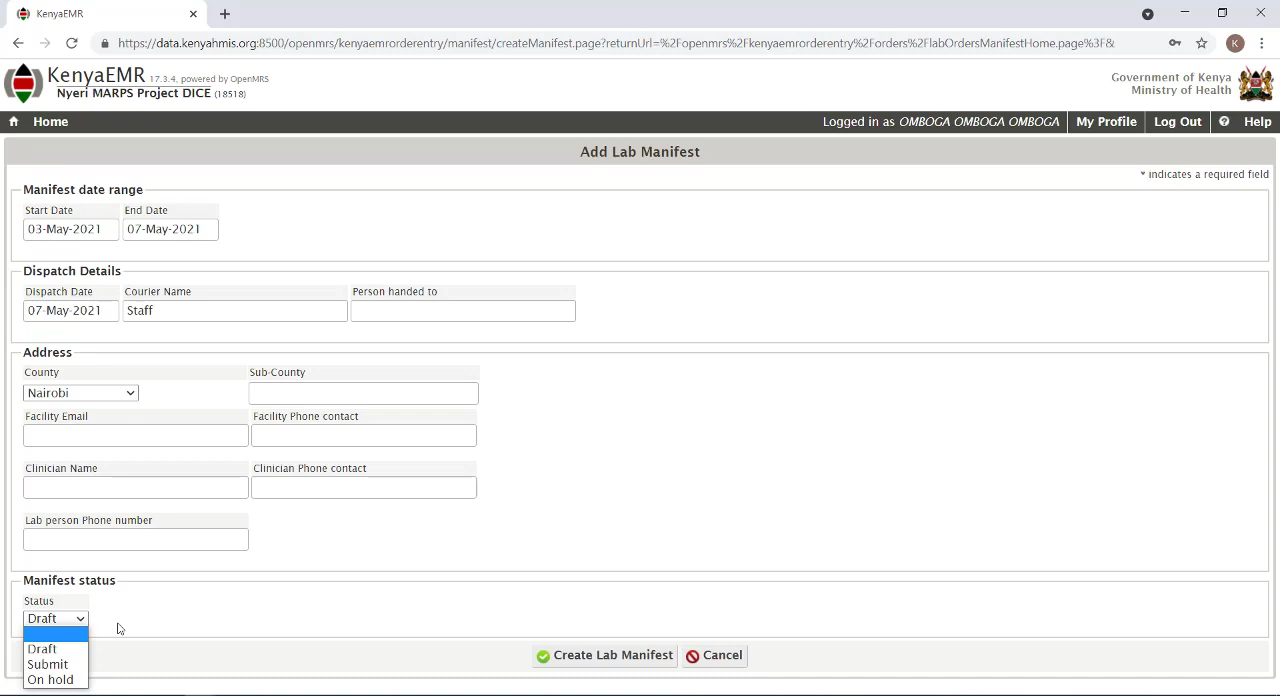 KenyaEMR
https://data.kenyahmis.org:8500/openmrs/kenyaemrorderentry/manifest/createManifest.page?returnUrl=%2Fopenmrs%2Fkenyaemrorderentry%2Forders%2FlabOrdersManifestHome.page%3F&
K
KenyaEMR 17.3.4, powered by OpenMRS
Nyeri MARPS Project DICE (18518)
Government of Kenya
Ministry of Health
Home
Logged in as OMBOGA OMBOGA OMBOGA
My Profile
Log Out
Help
Add Lab Manifest
* indicates a required field
Manifest date range
Start Date End Date
03-May-2021 07-May-2021
Dispatch Details
Dispatch Date Courier Name Person handed to
07-May-2021 Staff
Address
County Sub-County
Nairobi
Facility Email Facility Phone contact
Clinician Name Clinician Phone contact
Lab person Phone number
Manifest status
Status
Draft
Draft
Submit
On hold
Create Lab Manifest Cancel